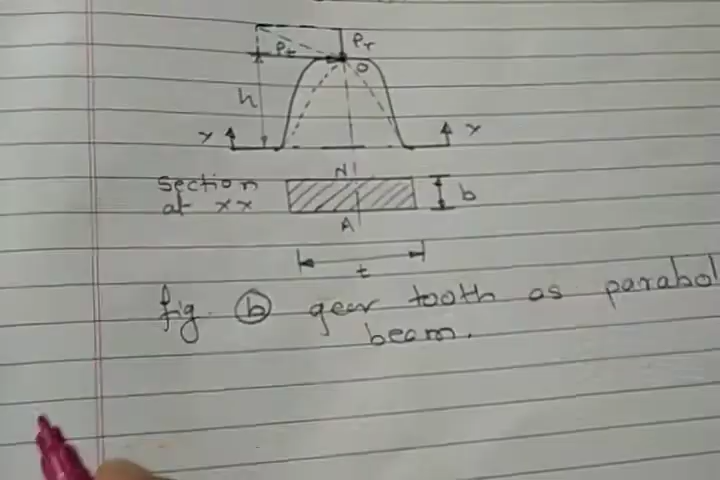 Pt Pr
O
h
x x
N
section
at xx b
A
t
fig. (b) gear tooth as parabol
beam.